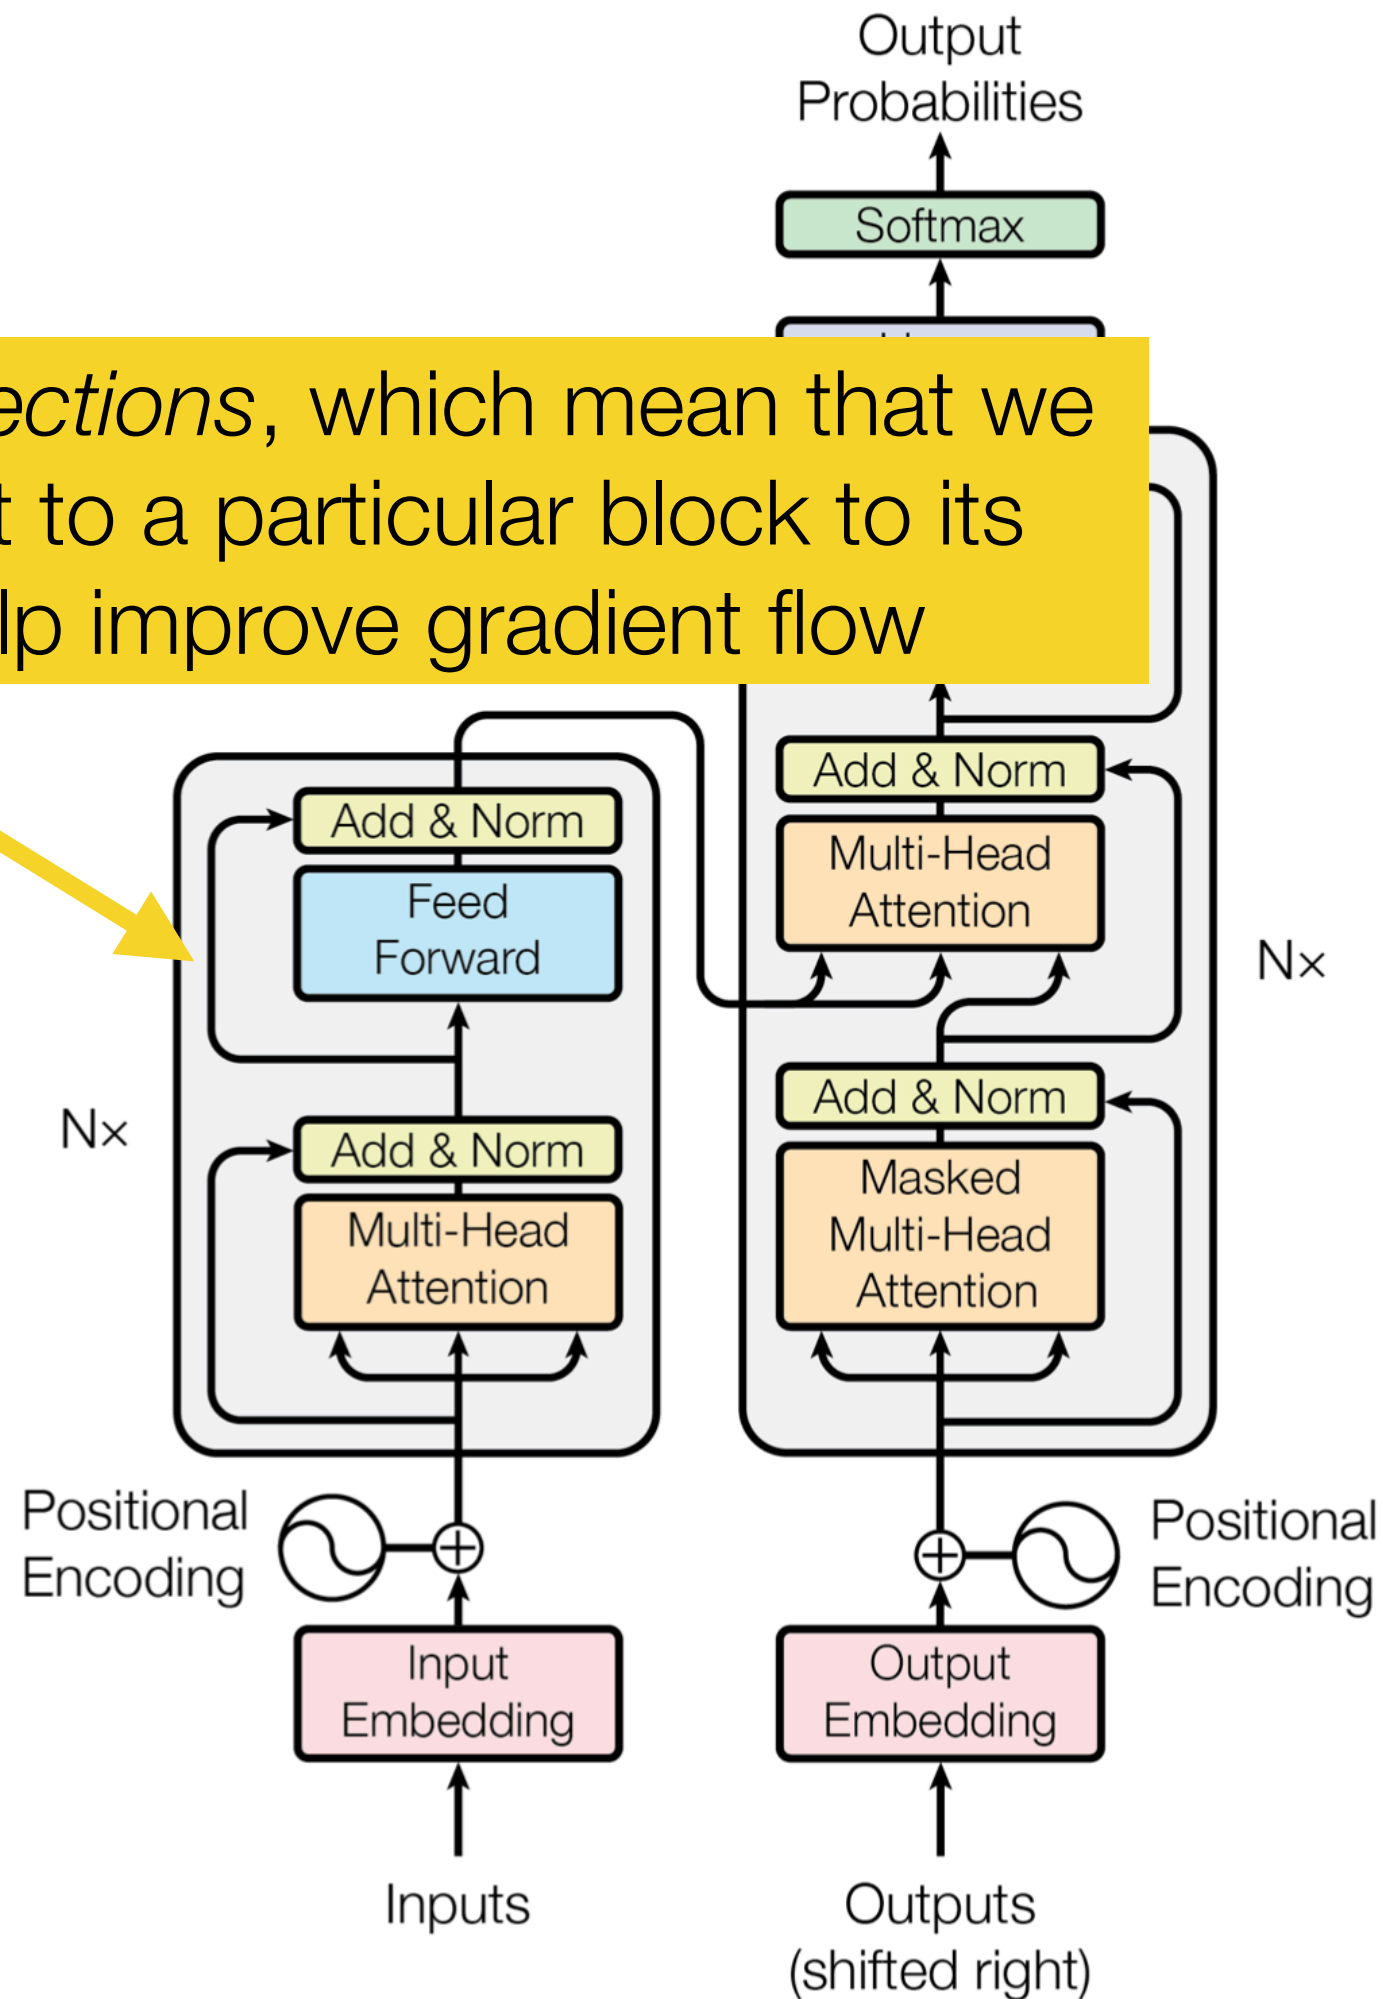 Output
Probabilities
Softmax
ections, which mean that we
t to a particular block to its
lp improve gradient flow
Add & Norm
Multi-Head
Attention
Nx
Add & Norm
Masked
Multi-Head
Attention
Add & Norm
Feed
Forward
Nx
Add & Norm
Multi-Head
Attention
Positional
Encoding
Positional
Encoding
Input
Embedding
Output
Embedding
Inputs
Outputs
(shifted right)